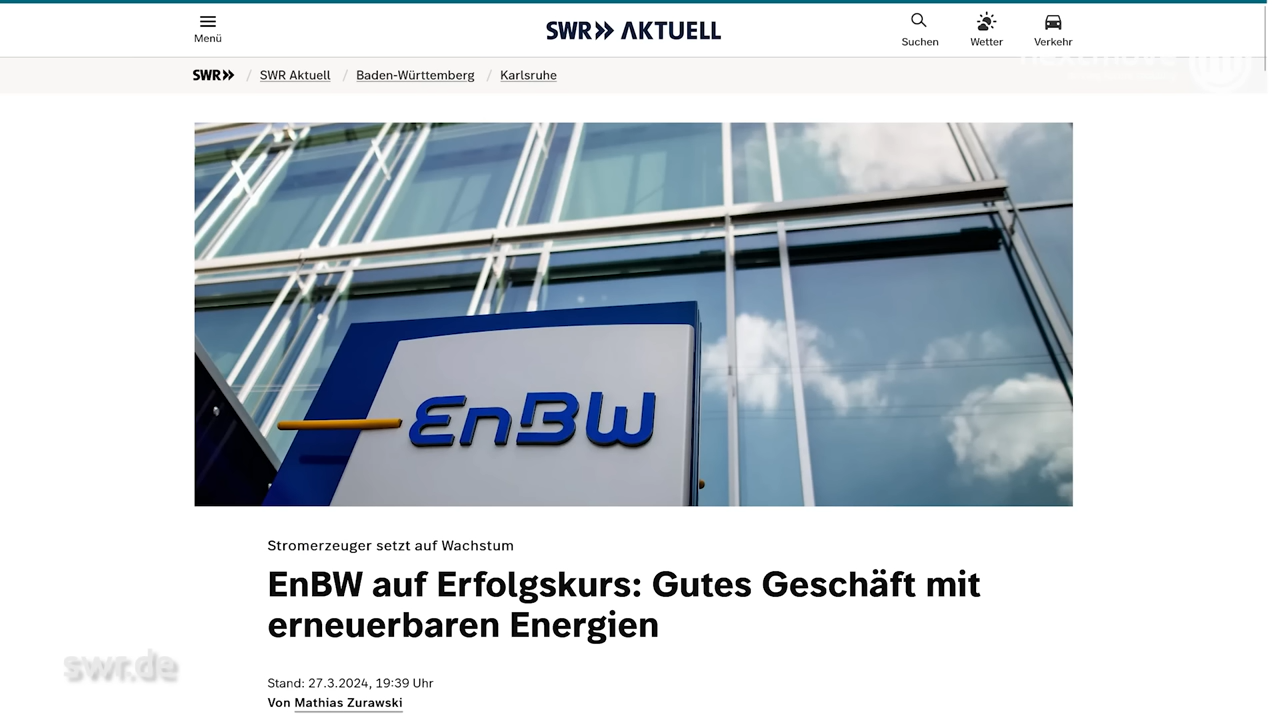 Menü
SWR AKTUELL
Suchen
Wetter
Verkehr
SWR / SWR Aktuell / Baden-Württemberg / Karlsruhe
EnBW
Stromerzeuger setzt auf Wachstum
EnBW auf Erfolgskurs: Gutes Geschäft mit
erneuerbaren Energien
swr.de
Stand: 27.3.2024, 19:39 Uhr
Von Mathias Zurawski